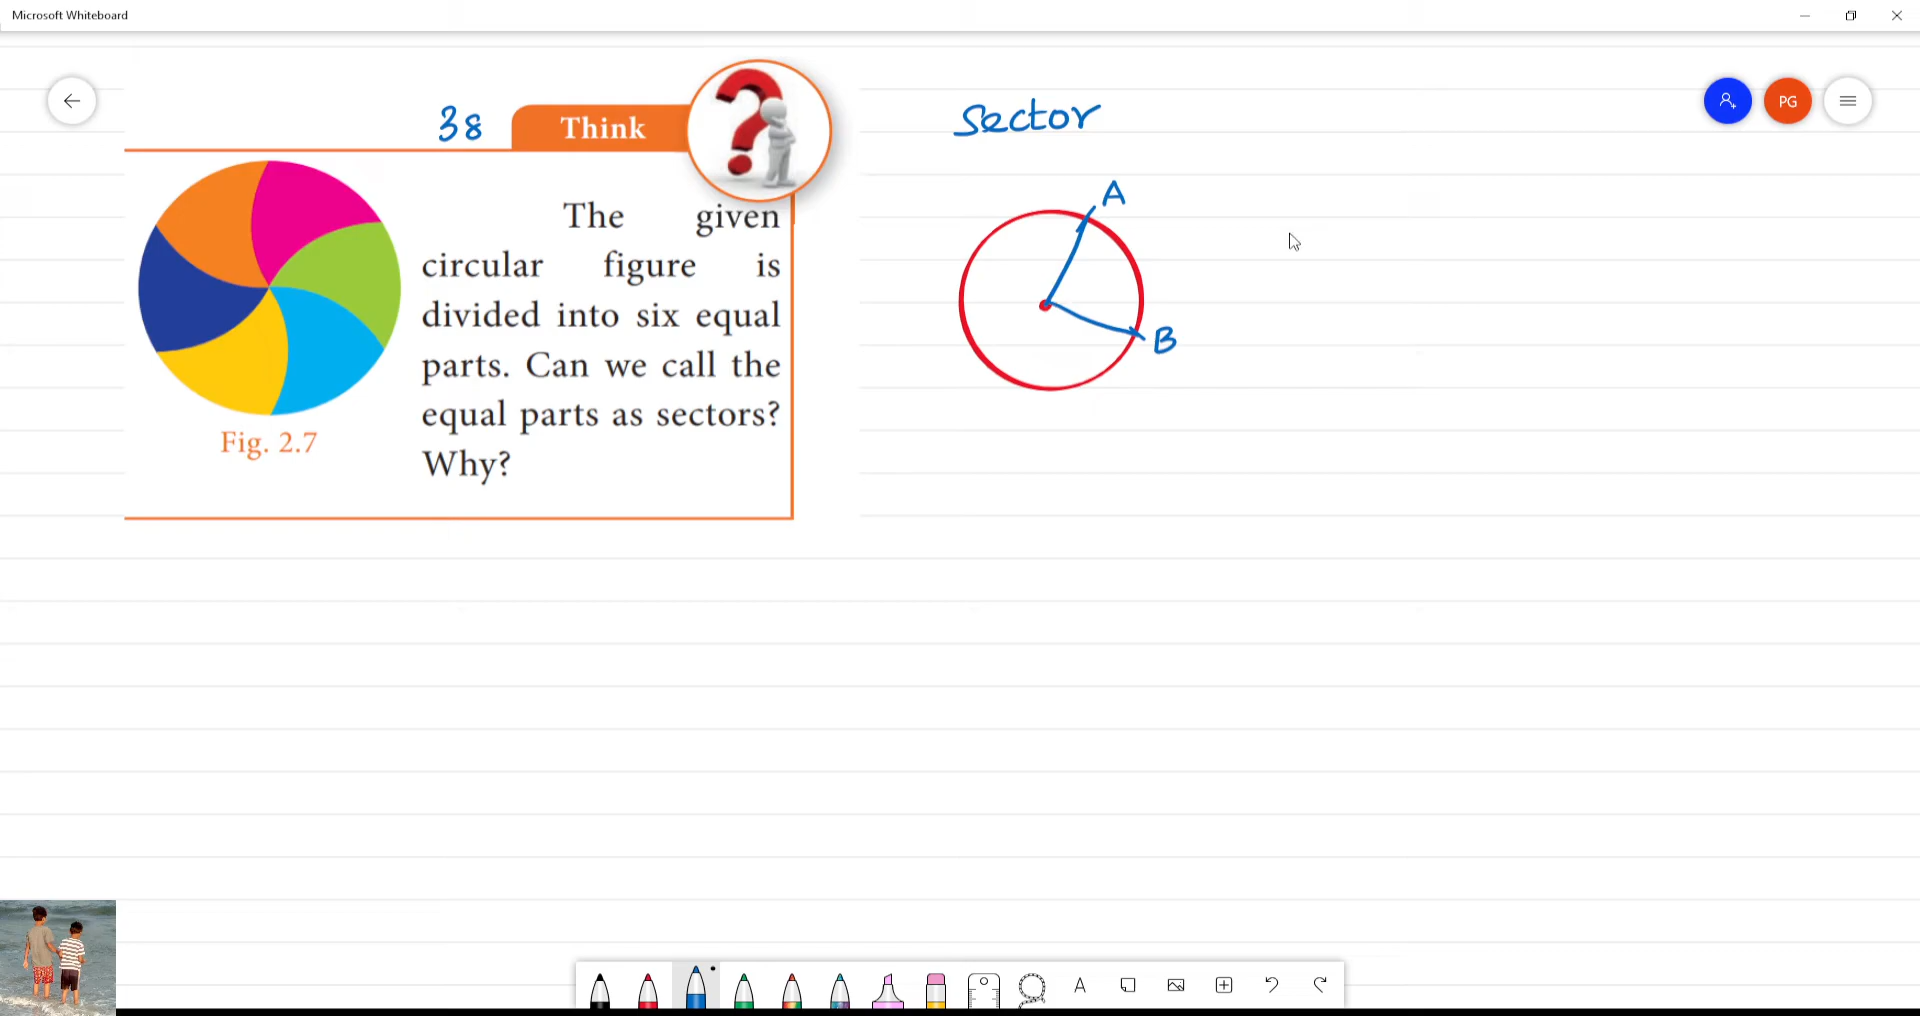 Microsoft Whiteboard
38
Think
Sector
PG
The given
circular figure is
divided into six equal
parts. Can we call the
equal parts as sectors?
Why?
Fig. 2.7
A
B
A